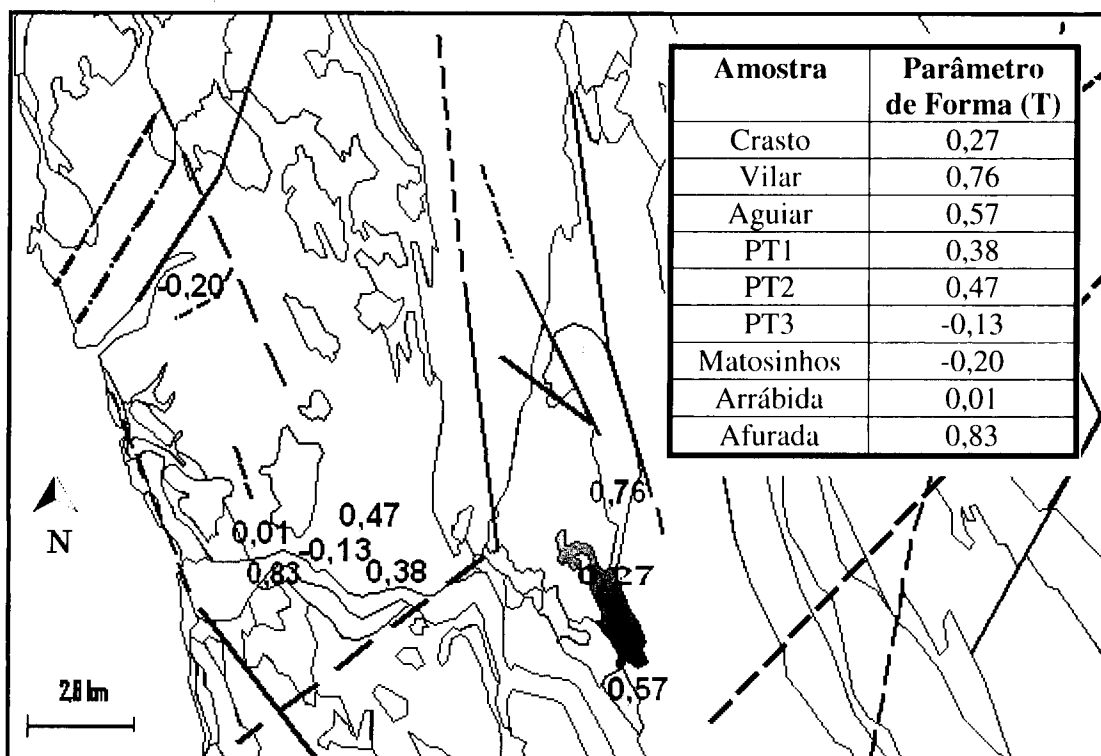 Amostra Parâmetro de Forma (T)
Crasto 0,27
Vilar 0,76
Aguiar 0,57
PT1 0,38
PT2 0,47
PT3 -0,13
Matosinhos -0,20
Arrábida 0,01
Afurada 0,83
-0,20
0,76
0,47
0,01
-0,13
0,38
0,83
0,27
0,57
N
2,8 km